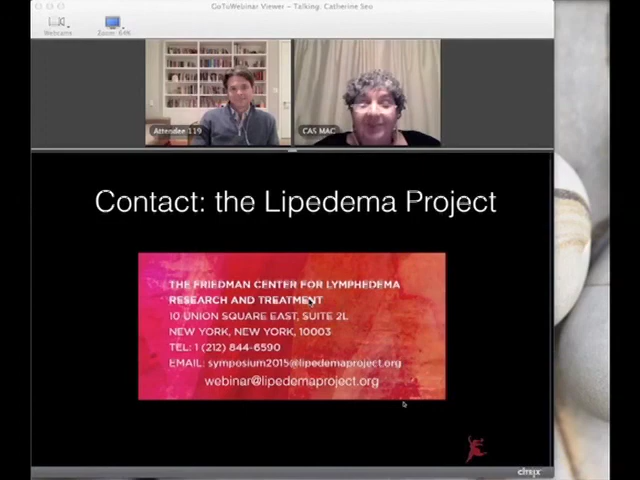 GoToWebinar Viewer - Talking: Catherine Seo
Webcams
Zoom: 64%
Attendee 119
CAS MAC
Contact: the Lipedema Project
THE FRIEDMAN CENTER FOR LYMPHEDEMA
RESEARCH AND TREATMENT
10 UNION SQUARE EAST, SUITE 2L
NEW YORK, NEW YORK, 10003
TEL: 1 (212) 844-6590
EMAIL: symposium2015@lipedemaproject.org
webinar@lipedemaproject.org
CITRIX